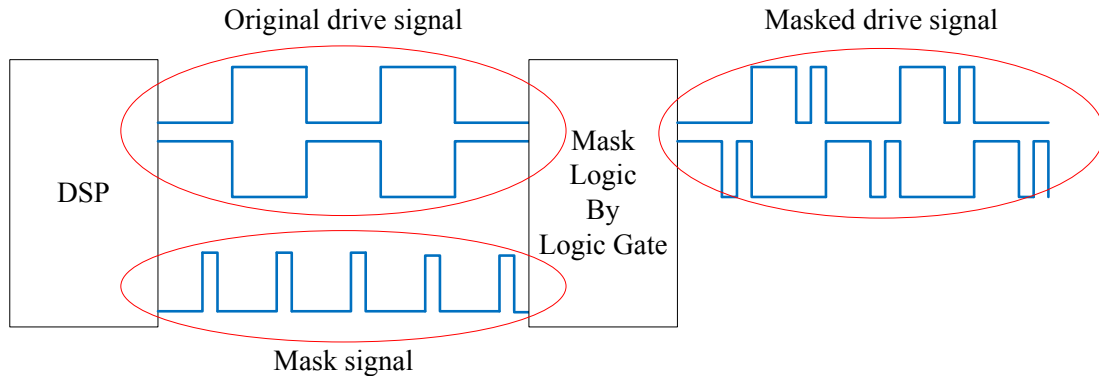 Original drive signal
Masked drive signal
DSP
Mask
Logic
By
Logic Gate
Mask signal